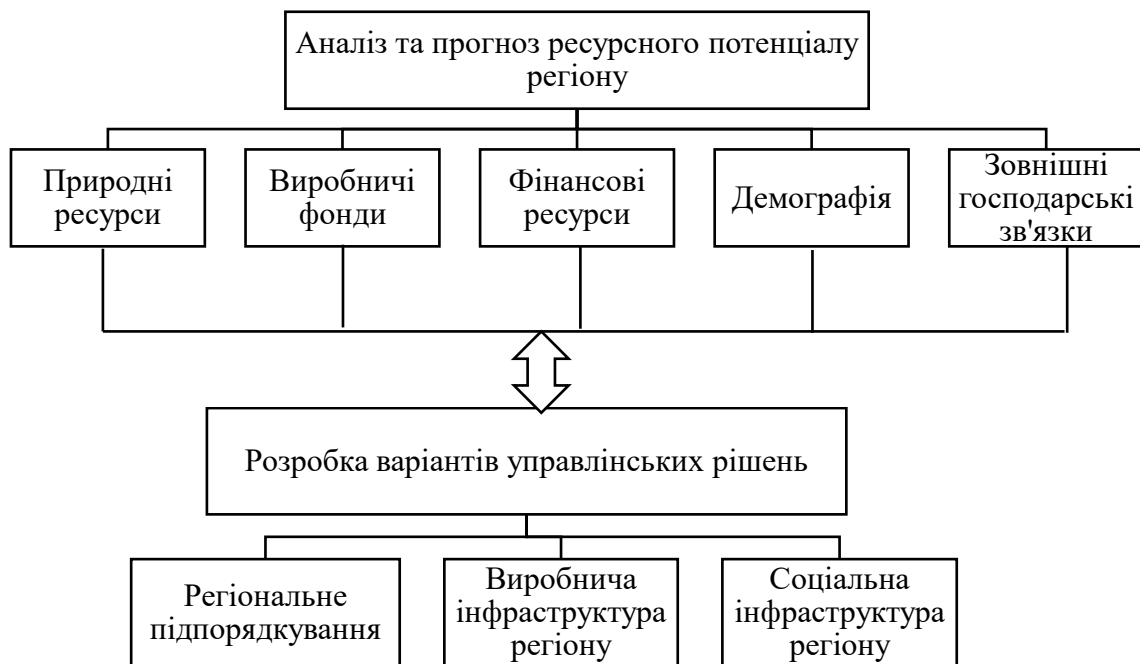 Аналіз та прогноз ресурсного потенціалу
регіону
Природні
ресурси
Виробничі
фонди
Фінансові
ресурси
Демографія
Зовнішні
господарські
зв'язки
Розробка варіантів управлінських рішень
Регіональне
підпорядкування
Виробнича
інфраструктура
регіону
Соціальна
інфраструктура
регіону